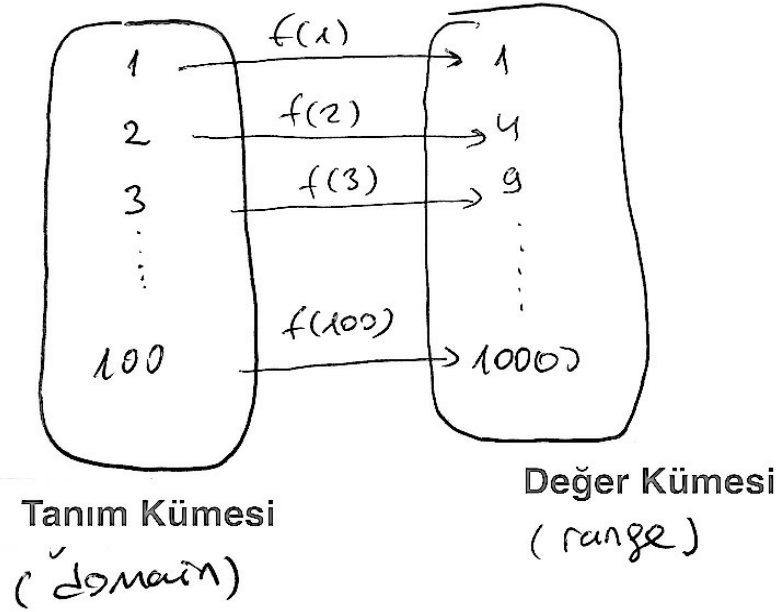 1 f(1) 1
2 f(2) 4
3 f(3) 9
100 f(100) 10000
Tanım Kümesi
(domain)
Değer Kümesi
(range)